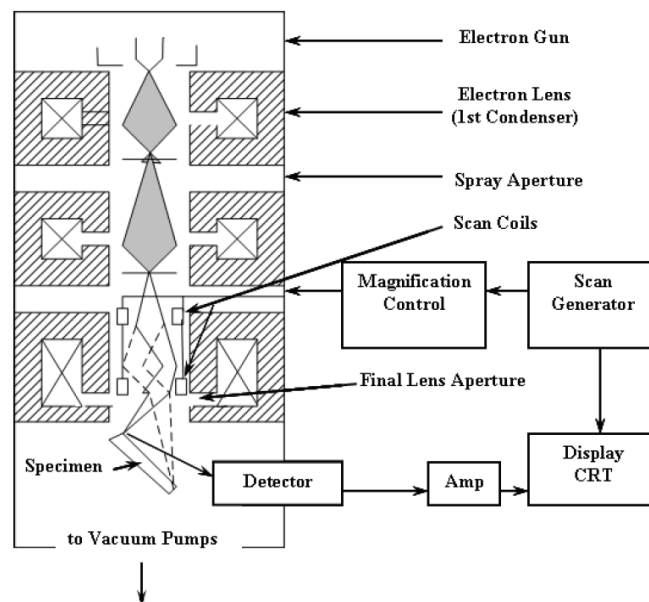 Electron Gun
Electron Lens
(1st Condenser)
Spray Aperture
Scan Coils
Magnification
Control
Scan
Generator
Final Lens Aperture
Specimen
Detector
Amp
Display
CRT
to Vacuum Pumps